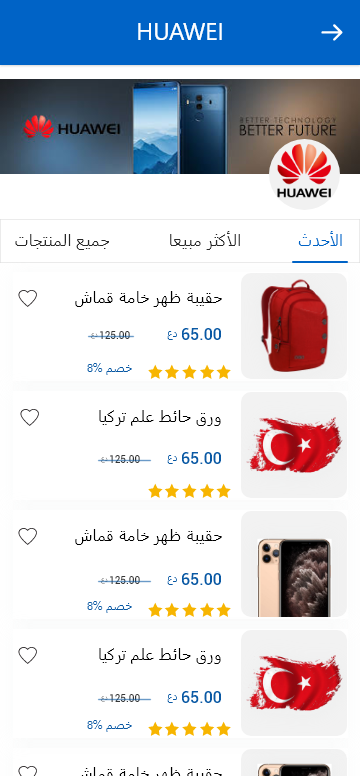 HUAWEI
HUAWEI
BETTER TECHNOLOGY
BETTER FUTURE
HUAWEI
الأحدث
الأكثر مبيعا
جميع المنتجات
حقيبة ظهر خامة قماش
65.00 دع
125.00 دع
خصم 8%
ورق حائط علم تركيا
65.00 دع
125.00 دع
حقيبة ظهر خامة قماش
65.00 دع
125.00 دع
خصم 8%
ورق حائط علم تركيا
65.00 دع
125.00 دع
خصم 8%
حقيبة ظهر خامة قماش